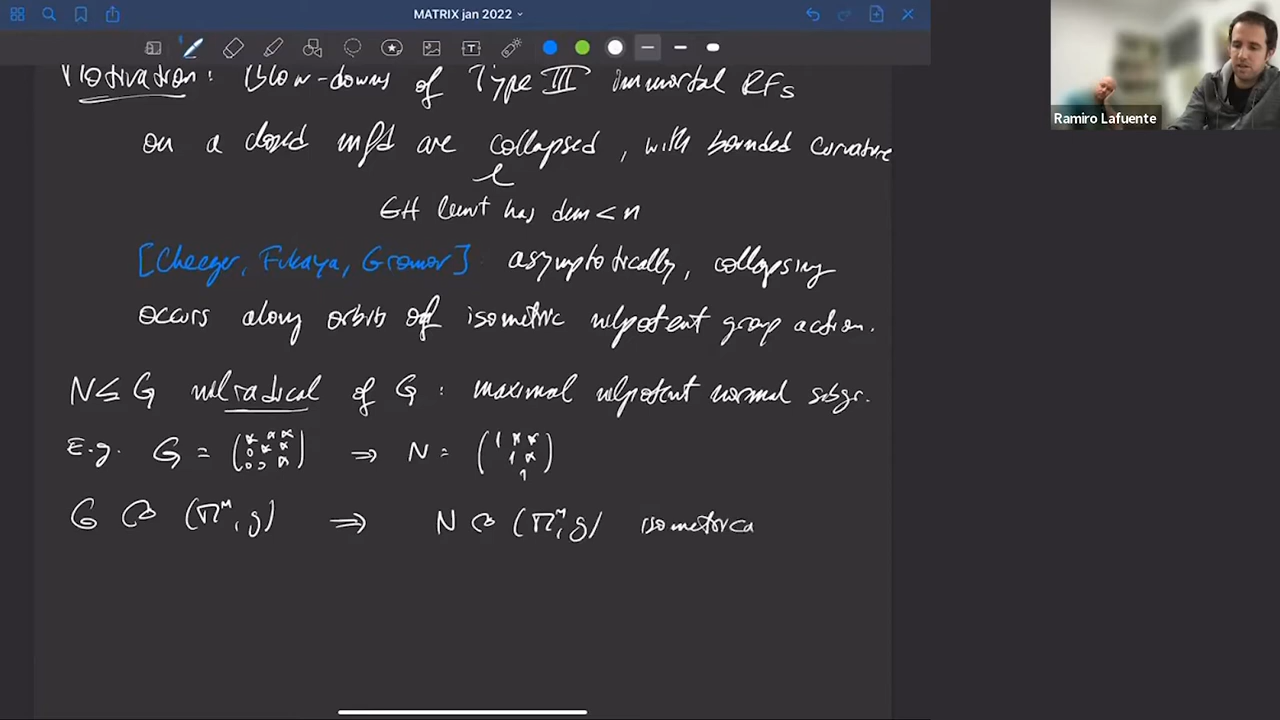 MATRIX jan 2022
Motivation: Blow-downs of Type III immortal RFs
on a closed mfd are collapsed, with bounded curvature
GH limit has dim < n
[Cheeger, Fukaya, Gromov] asymptotically, collapsing
occurs along orbits of isometric nilpotent group action.
N ≤ G nilradical of G: maximal nilpotent normal subgr.
E.g. G = (* * * 0 * * 0 0 *) ⇒ N = (1 * * 1 * 1)
G ↻ (Mⁿ, g) ⇒ N ↻ (Mⁿ, g) isometrica
Ramiro Lafuente